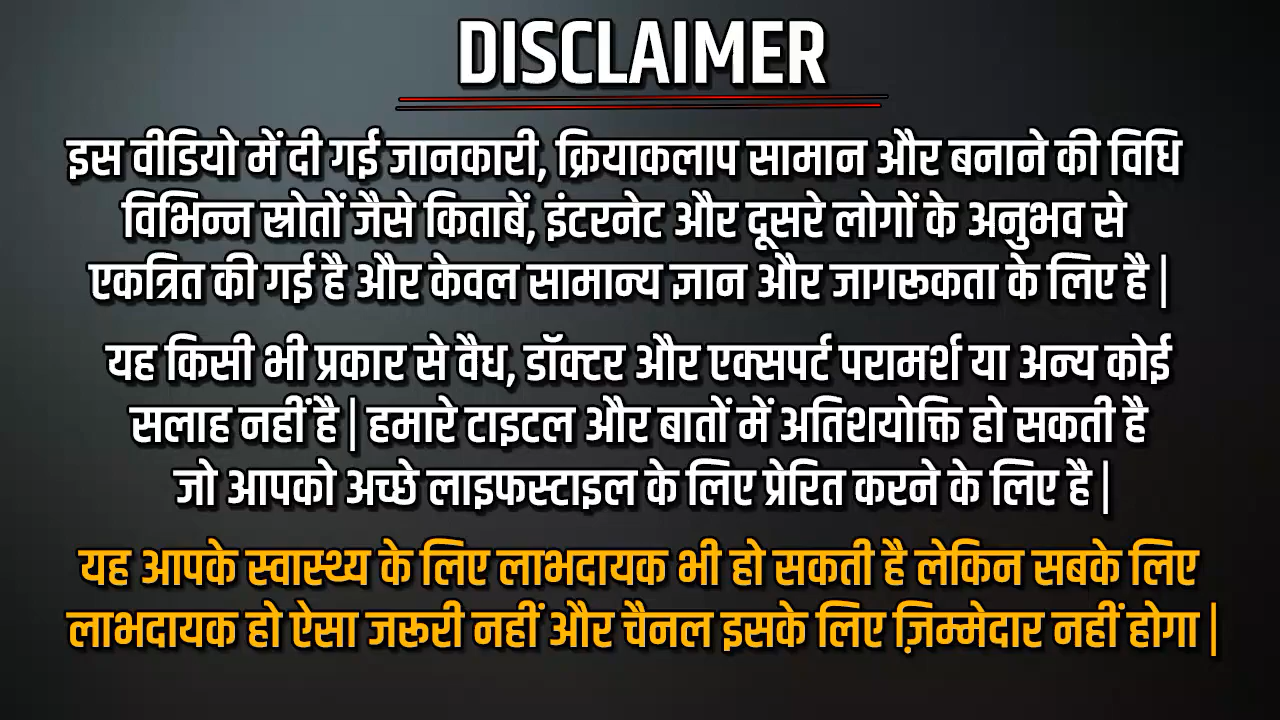 DISCLAIMER
इस वीडियो में दी गई जानकारी, क्रियाकलाप सामान और बनाने की विधि
विभिन्न स्रोतों जैसे किताबें, इंटरनेट और दूसरे लोगों के अनुभव से
एकत्रित की गई है और केवल सामान्य ज्ञान और जागरूकता के लिए है |
यह किसी भी प्रकार से वैध, डॉक्टर और एक्सपर्ट परामर्श या अन्य कोई
सलाह नहीं है | हमारे टाइटल और बातों में अतिशयोक्ति हो सकती है
जो आपको अच्छे लाइफस्टाइल के लिए प्रेरित करने के लिए है |
यह आपके स्वास्थ्य के लिए लाभदायक भी हो सकती है लेकिन सबके लिए
लाभदायक हो ऐसा जरूरी नहीं और चैनल इसके लिए ज़िम्मेदार नहीं होगा |